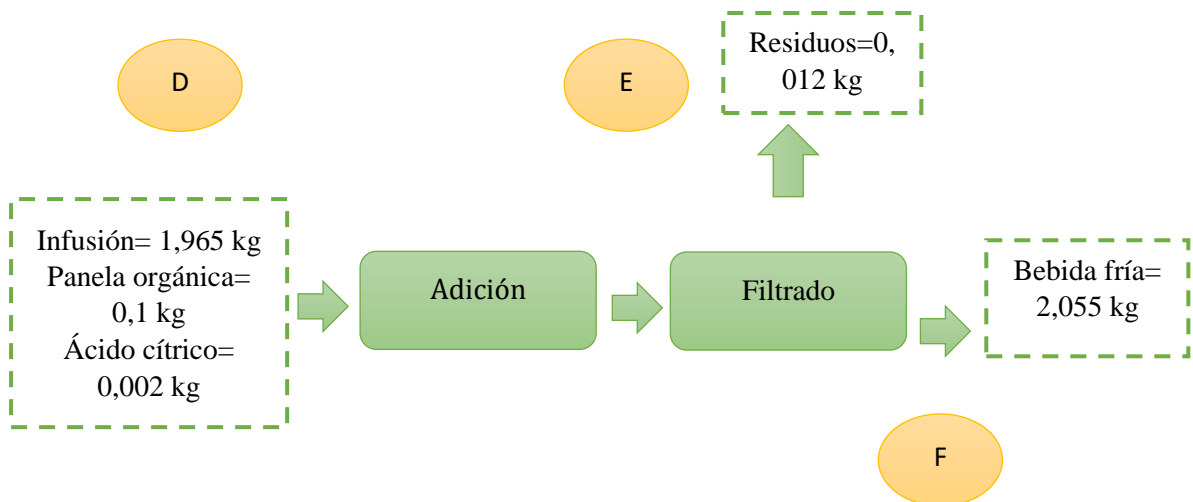 D
E
Residuos=0,
012 kg
Infusión= 1,965 kg
Panela orgánica=
0,1 kg
Ácido cítrico=
0,002 kg
Adición
Filtrado
Bebida fría=
2,055 kg
F